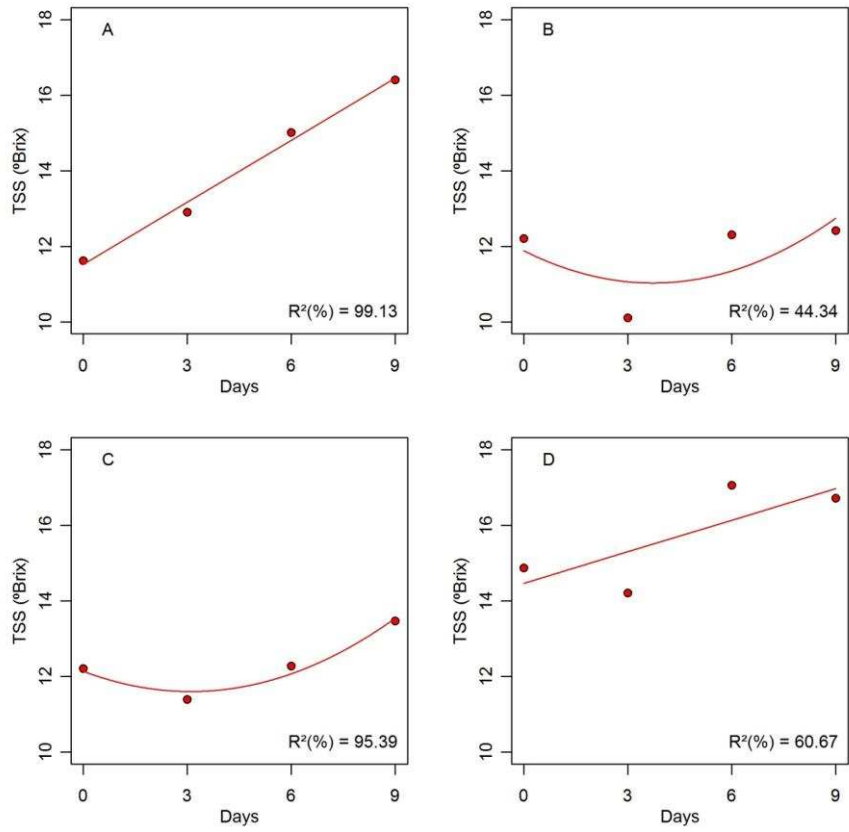 A
TSS (ºBrix)
18
16
14
12
10
R²(%) = 99.13
0 3 6 9
Days
B
TSS (ºBrix)
18
16
14
12
10
R²(%) = 44.34
0 3 6 9
Days
C
TSS (ºBrix)
18
16
14
12
10
R²(%) = 95.39
0 3 6 9
Days
D
TSS (ºBrix)
18
16
14
12
10
R²(%) = 60.67
0 3 6 9
Days